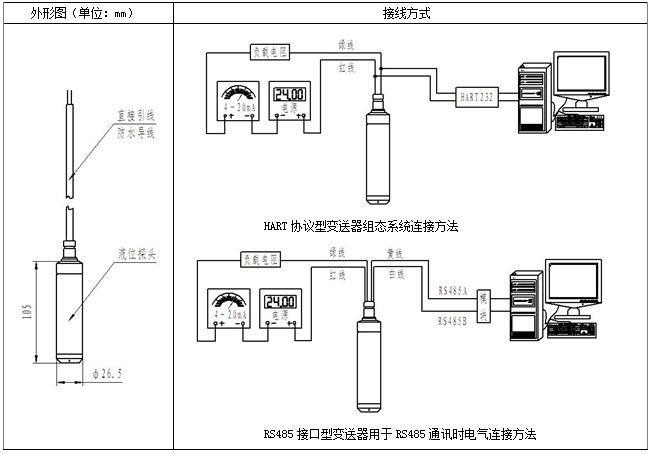 外形图（单位：mm）
接线方式
直接引线
防水导线
液位探头
105
ф26.5
负载电阻
绿线
红线
4～20mA
+ -
24.00
电源
- +
HART232
HART 协议型变送器组态系统连接方法
负载电阻
绿线
红线
黄线
白线
4～20mA
+ -
24.00
电源
- +
RS485A
RS485B
模块
RS485 接口型变送器用于 RS485 通讯时电气连接方法